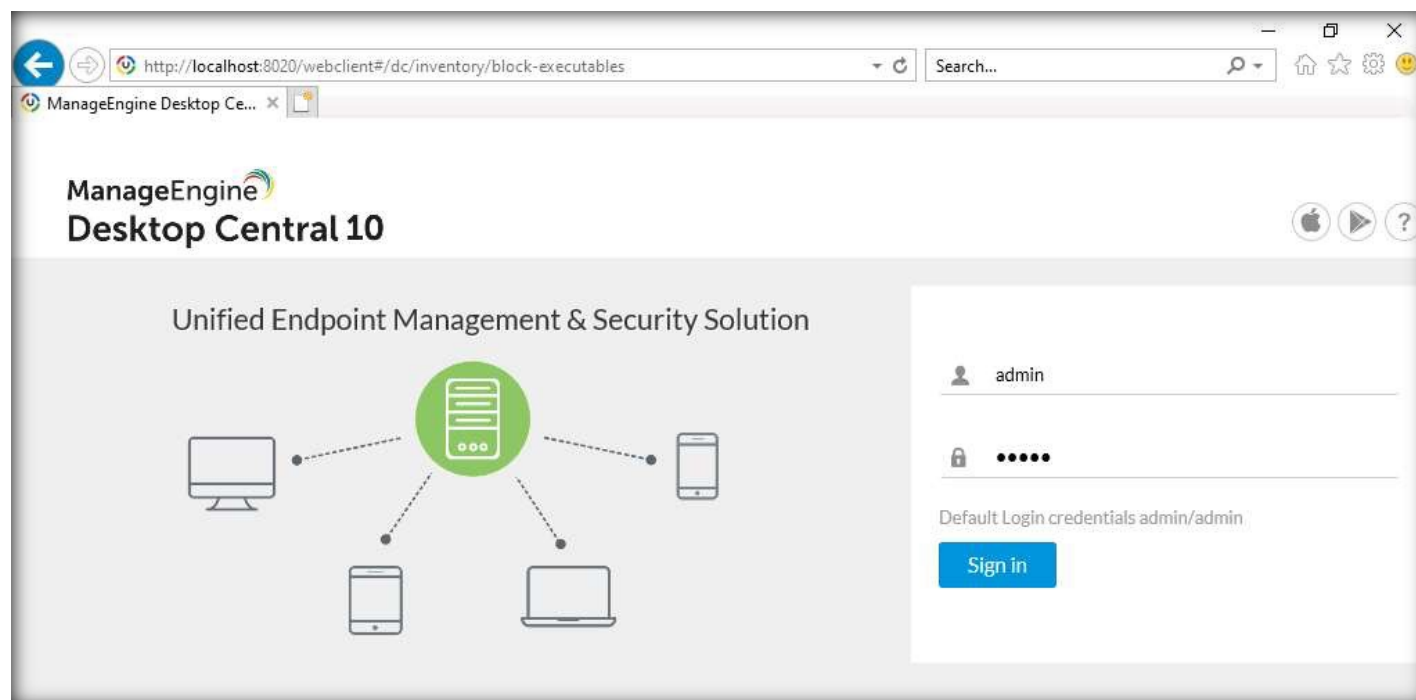 http://localhost:8020/webclient#/dc/inventory/block-executables
Search...
ManageEngine Desktop Ce...
ManageEngine
Desktop Central 10
?
Unified Endpoint Management & Security Solution
admin
•••••
Default Login credentials admin/admin
Sign in